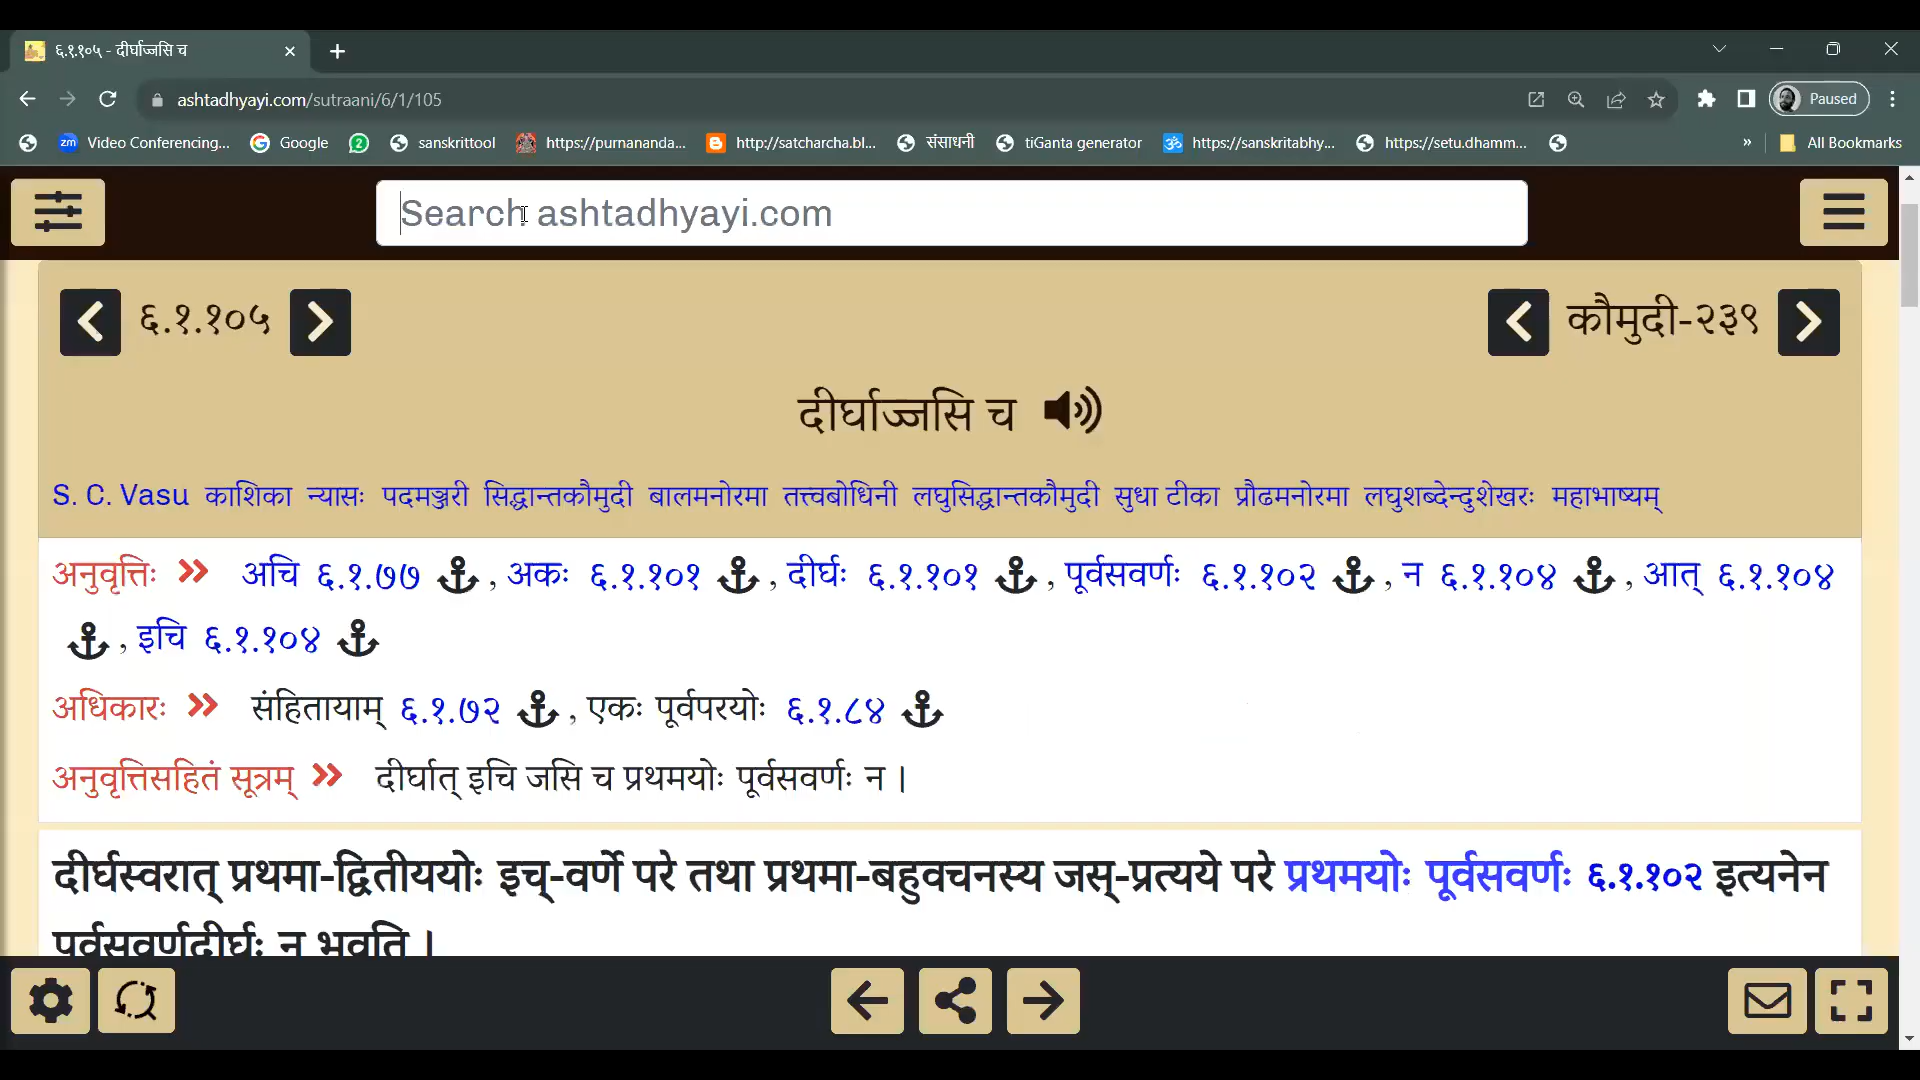 ६.१.१०५ - दीर्घाज्जसि च
ashtadhyayi.com/sutraani/6/1/105
Paused
zm Video Conferencing... Google 2 sanskrittool https://purnananda... http://satcharcha.bl... संसाधनी tiGanta generator https://sanskritabhy... https://setu.dhamm... » All Bookmarks
Search ashtadhyayi.com
६.१.१०५ कौमुदी-२३९
दीर्घाज्जसि च
S. C. Vasu काशिका न्यासः पदमञ्जरी सिद्धान्तकौमुदी बालमनोरमा तत्त्वबोधिनी लघुसिद्धान्तकौमुदी सुधा टीका प्रौढमनोरमा लघुशब्देन्दुशेखरः महाभाष्यम्
अनुवृत्तिः अचि ६.१.७७ , अकः ६.१.१०१ , दीर्घः ६.१.१०१ , पूर्वसवर्णः ६.१.१०२ , न ६.१.१०४ , आत् ६.१.१०४
, इचि ६.१.१०४
अधिकारः संहितायाम् ६.१.७२ , एकः पूर्वपरयोः ६.१.८४
अनुवृत्तिसहितं सूत्रम् दीर्घात् इचि जसि च प्रथमयोः पूर्वसवर्णः न ।
दीर्घस्वरात् प्रथमा-द्वितीययोः इच्-वर्णे परे तथा प्रथमा-बहुवचनस्य जस्-प्रत्यये परे प्रथमयोः पूर्वसवर्णः ६.१.१०२ इत्यनेन
पूर्वसवर्णदीर्घः न भवति ।